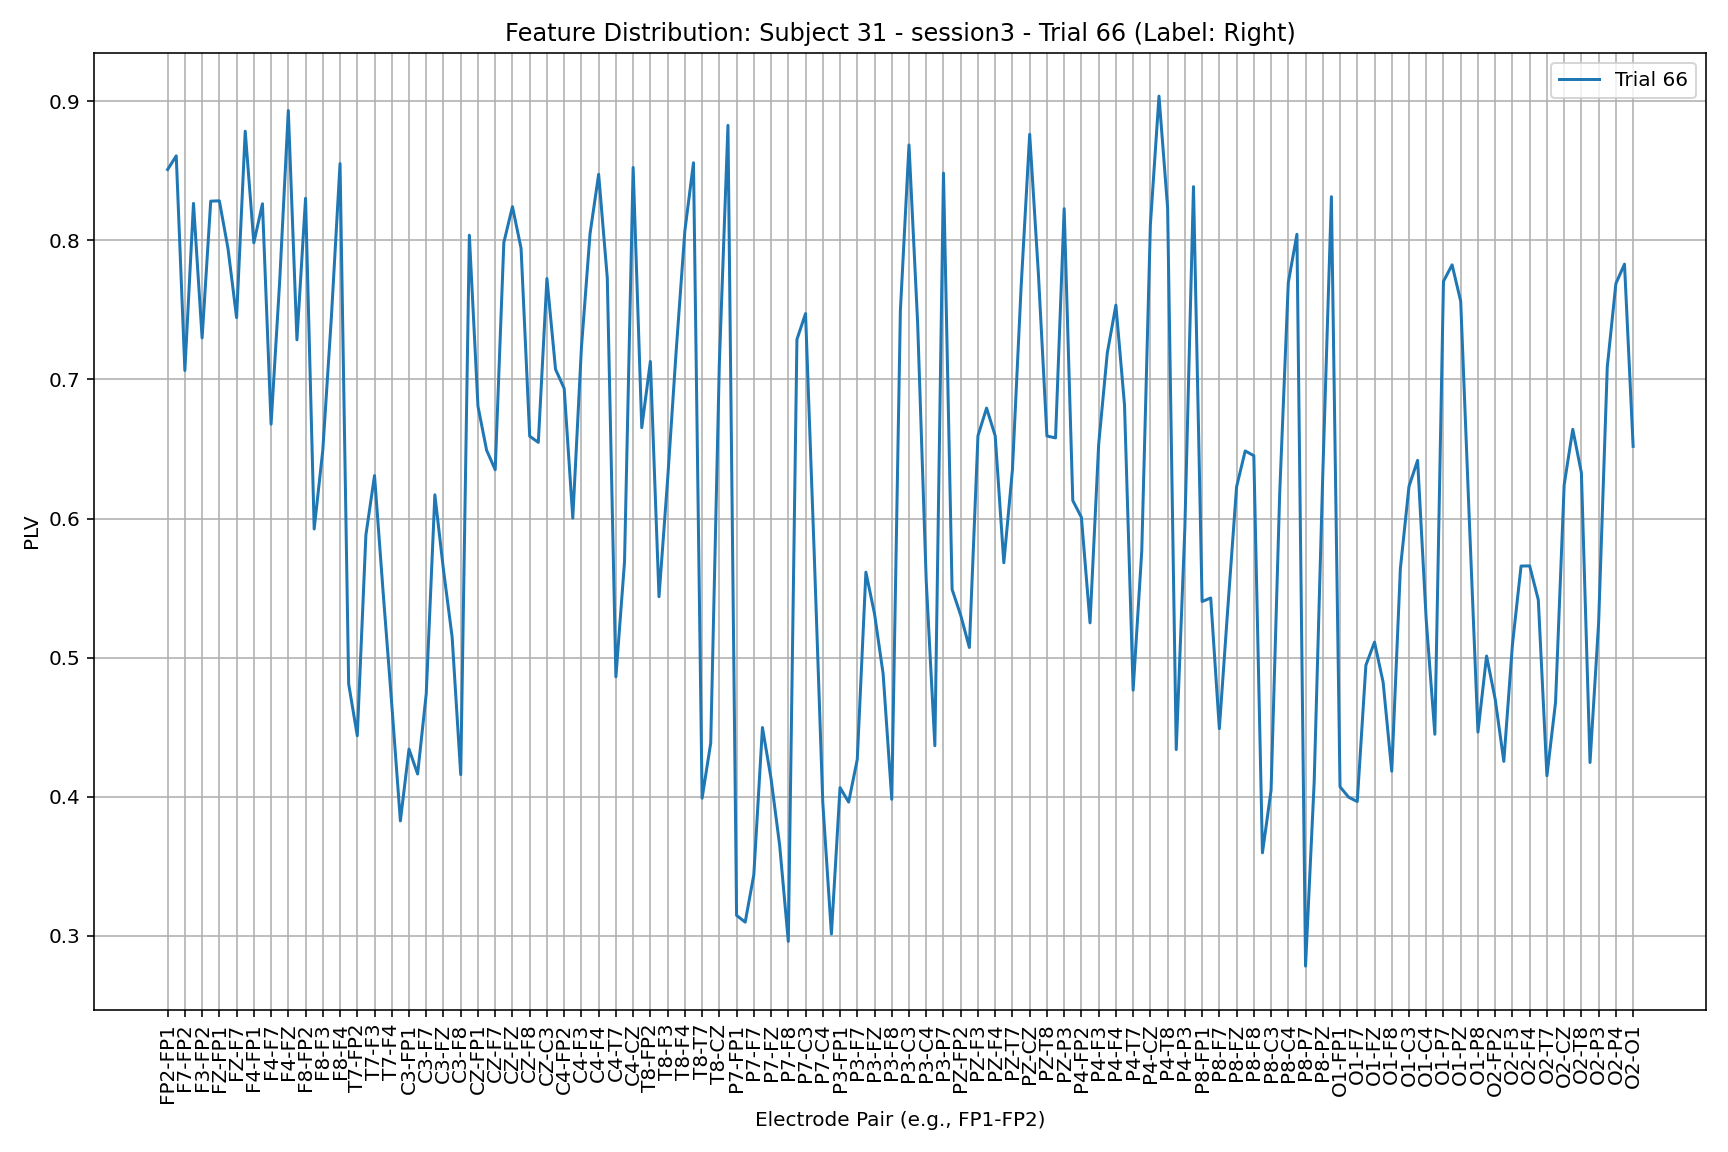 Feature Distribution: Subject 31 - session3 - Trial 66 (Label: Right)
Trial 66
PLV
0.9
0.8
0.7
0.6
0.5
0.4
0.3
FP2-FP1
F7-FP2
F3-FP2
FZ-FP1
FZ-F7
F4-FP1
F4-F7
F4-FZ
F8-FP2
F8-F3
F8-F4
T7-FP2
T7-F3
T7-F4
C3-FP1
C3-F7
C3-FZ
C3-F8
CZ-FP1
CZ-F7
CZ-FZ
CZ-F8
CZ-C3
C4-FP2
C4-F3
C4-F4
C4-T7
C4-CZ
T8-FP2
T8-F3
T8-F4
T8-T7
T8-CZ
P7-FP1
P7-F7
P7-FZ
P7-F8
P7-C3
P7-C4
P3-FP1
P3-F7
P3-FZ
P3-F8
P3-C3
P3-C4
P3-P7
PZ-FP2
PZ-F3
PZ-F4
PZ-T7
PZ-CZ
PZ-T8
PZ-P3
P4-FP2
P4-F3
P4-F4
P4-T7
P4-CZ
P4-T8
P4-P3
P8-FP1
P8-F7
P8-FZ
P8-F8
P8-C3
P8-C4
P8-P7
P8-PZ
O1-FP1
O1-F7
O1-FZ
O1-F8
O1-C3
O1-C4
O1-P7
O1-PZ
O1-P8
O2-FP2
O2-F3
O2-F4
O2-T7
O2-CZ
O2-T8
O2-P3
O2-P4
O2-O1
Electrode Pair (e.g., FP1-FP2)